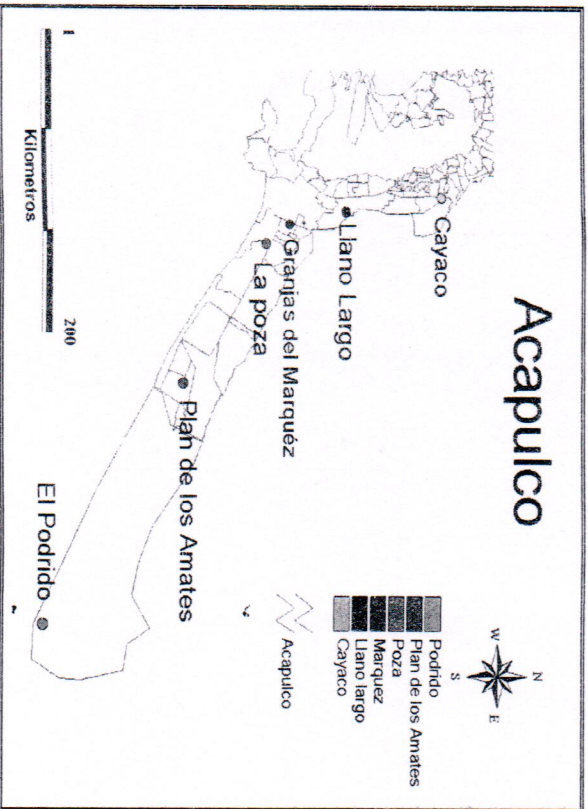 Acapulco
N
W
E
S
Podrido
Plan de los Amates
Poza
Marquez
Llano largo
Cayaco
Acapulco
Cayaco
Llano Largo
Granjas del Marquéz
La poza
Plan de los Amates
El Podrido
200
Kilometros